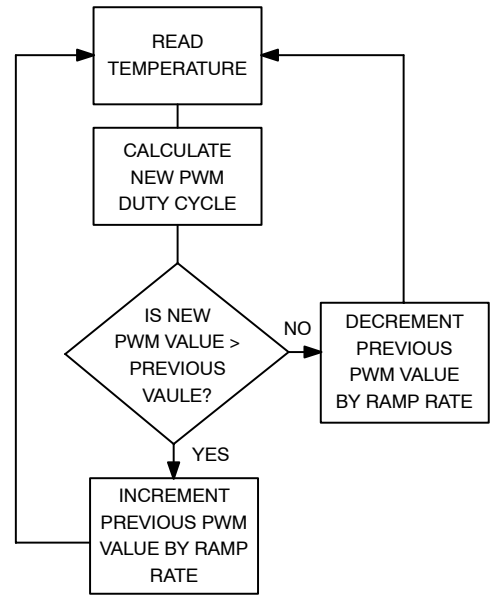 READ
TEMPERATURE
CALCULATE
NEW PWM
DUTY CYCLE
IS NEW
PWM VALUE >
PREVIOUS
VAULE?
NO
DECREMENT
PREVIOUS
PWM VALUE
BY RAMP RATE
YES
INCREMENT
PREVIOUS PWM
VALUE BY RAMP
RATE